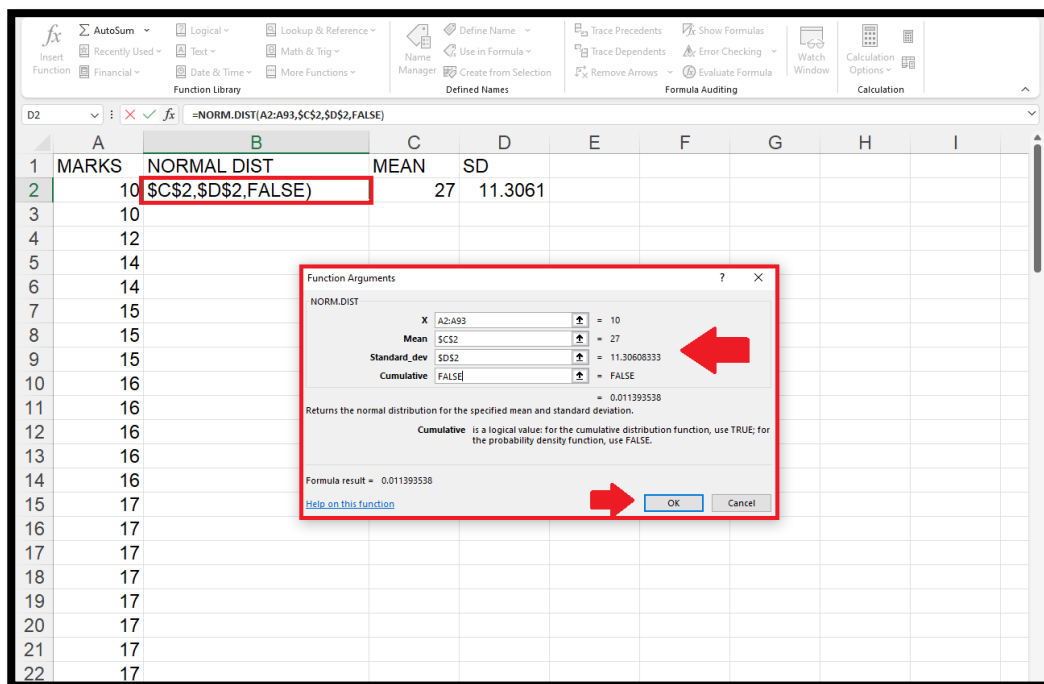 AutoSum
Logical
Lookup & Reference
Define Name
Trace Precedents
Show Formulas
fx
Recently Used
Text
Math & Trig
Use in Formula
Trace Dependents
Error Checking
Insert Function
Financial
Date & Time
More Functions
Name Manager
Create from Selection
Remove Arrows
Evaluate Formula
Watch Window
Calculation Options
Function Library
Defined Names
Formula Auditing
Calculation
D2 fx =NORM.DIST(A2:A93,$C$2,$D$2,FALSE)
A B C D E F G H I
1 MARKS NORMAL DIST MEAN SD
2 10 $C$2,$D$2,FALSE) 27 11.3061
3 10
4 12
5 14
6 14
7 15
8 15
9 15
10 16
11 16
12 16
13 16
14 16
15 17
16 17
17 17
18 17
19 17
20 17
21 17
22 17
Function Arguments ? X
NORM.DIST
X A2:A93 = 10
Mean $C$2 = 27
Standard_dev $D$2 = 11.30608333
Cumulative FALSE = FALSE
= 0.011393538
Returns the normal distribution for the specified mean and standard deviation.
Cumulative is a logical value: for the cumulative distribution function, use TRUE; for
the probability density function, use FALSE.
Formula result = 0.011393538
Help on this function
OK Cancel